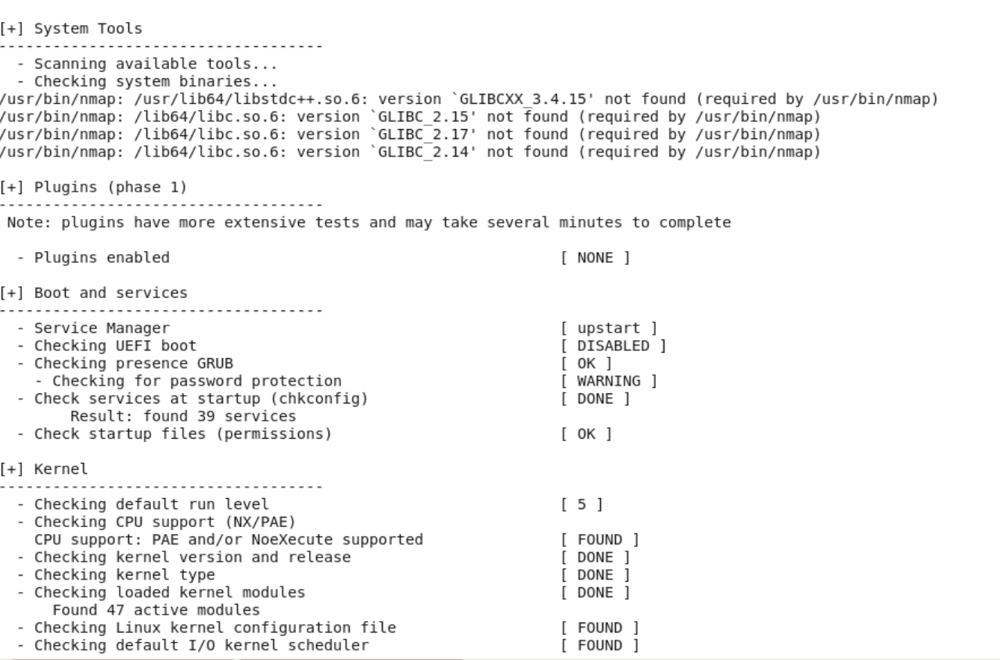 [+] System Tools
------------------------------------
  - Scanning available tools...
  - Checking system binaries...
/usr/bin/nmap: /usr/lib64/libstdc++.so.6: version `GLIBCXX_3.4.15' not found (required by /usr/bin/nmap)
/usr/bin/nmap: /lib64/libc.so.6: version `GLIBC_2.15' not found (required by /usr/bin/nmap)
/usr/bin/nmap: /lib64/libc.so.6: version `GLIBC_2.17' not found (required by /usr/bin/nmap)
/usr/bin/nmap: /lib64/libc.so.6: version `GLIBC_2.14' not found (required by /usr/bin/nmap)
[+] Plugins (phase 1)
------------------------------------
 Note: plugins have more extensive tests and may take several minutes to complete
  - Plugins enabled                                           [ NONE ]
[+] Boot and services
------------------------------------
  - Service Manager                                           [ upstart ]
  - Checking UEFI boot                                        [ DISABLED ]
  - Checking presence GRUB                                    [ OK ]
    - Checking for password protection                        [ WARNING ]
  - Check services at startup (chkconfig)                     [ DONE ]
        Result: found 39 services
  - Check startup files (permissions)                         [ OK ]
[+] Kernel
------------------------------------
  - Checking default run level                                [ 5 ]
  - Checking CPU support (NX/PAE)
    CPU support: PAE and/or NoeXecute supported               [ FOUND ]
  - Checking kernel version and release                       [ DONE ]
  - Checking kernel type                                      [ DONE ]
  - Checking loaded kernel modules                            [ DONE ]
      Found 47 active modules
  - Checking Linux kernel configuration file                  [ FOUND ]
  - Checking default I/O kernel scheduler                     [ FOUND ]